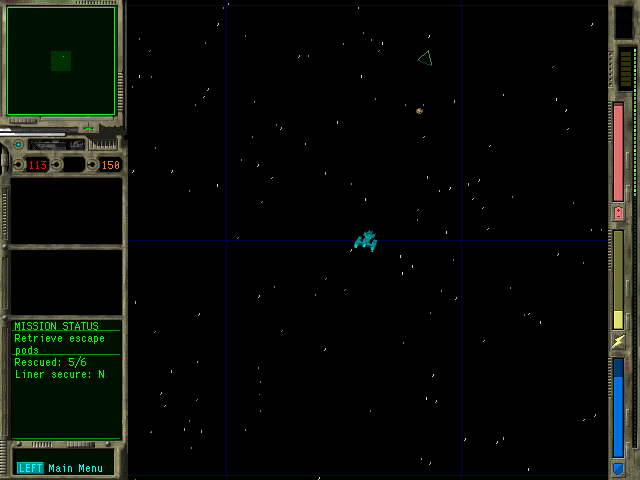 113
150
MISSION STATUS
Retrieve escape
pods
Rescued: 5/6
Liner secure: N
LEFT Main Menu